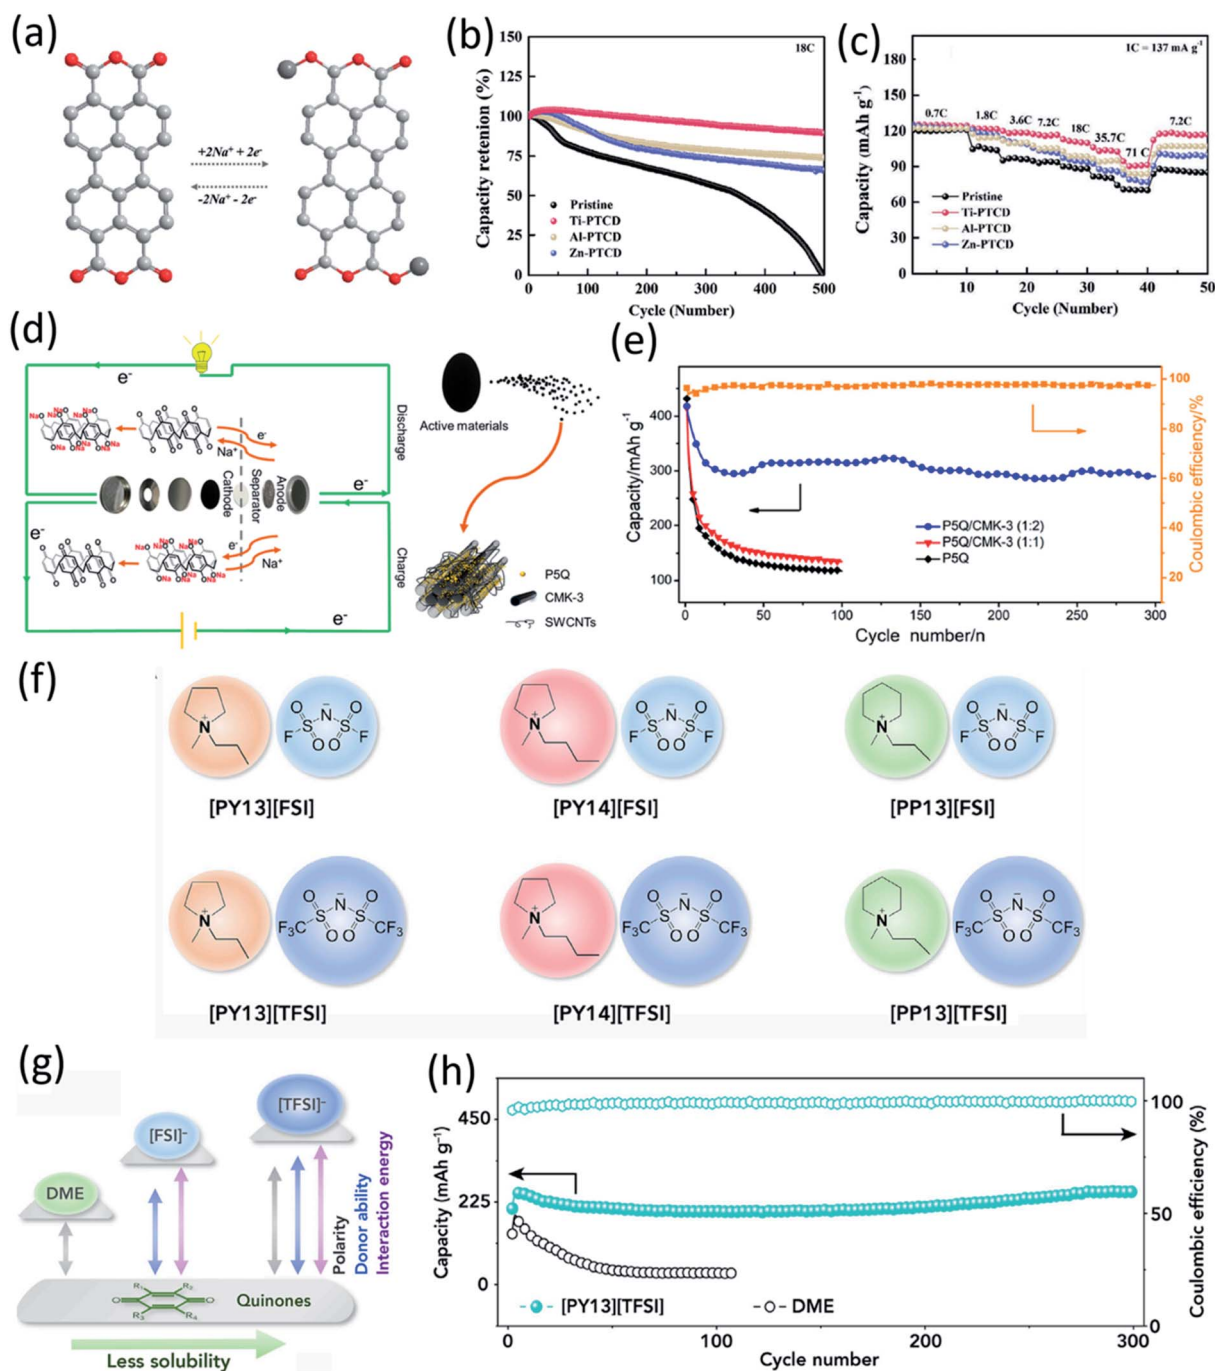 (a)
+2Na⁺ + 2e⁻
-2Na⁺ - 2e⁻
(b)
18C
Capacity retenion (%)
150
125
100
75
50
25
0
Pristine
Ti-PTCD
Al-PTCD
Zn-PTCD
0 100 200 300 400 500
Cycle (Number)
(c)
1C = 137 mA g⁻¹
Capacity (mAh g⁻¹)
180
150
120
90
60
30
0
0.7C
1.8C
3.6C
7.2C
18C
35.7C
71 C
7.2C
Pristine
Ti-PTCD
Al-PTCD
Zn-PTCD
10 20 30 40 50
Cycle (Number)
(d)
e⁻
e⁻
Na⁺
Discharge
Cathode
Separator
Anode
e⁻
e⁻
e⁻
Na⁺
Charge
e⁻
Active materials
P5Q
CMK-3
SWCNTs
(e)
Capacity/mAh g⁻¹
400
300
200
100
Coulombic efficiency/%
100
80
60
40
20
P5Q/CMK-3 (1:2)
P5Q/CMK-3 (1:1)
P5Q
0 50 100 150 200 250 300
Cycle number/n
(f)
[PY13][FSI]
[PY14][FSI]
[PP13][FSI]
[PY13][TFSI]
[PY14][TFSI]
[PP13][TFSI]
(g)
DME
[FSI]⁻
[TFSI]⁻
Polarity
Donor ability
Interaction energy
R₁ R₂
O O
R₃ R₄
Quinones
Less solubility
(h)
Capacity (mAh g⁻¹)
450
225
0
Coulombic efficiency (%)
100
50
0
[PY13][TFSI]
DME
0 100 200 300
Cycle number